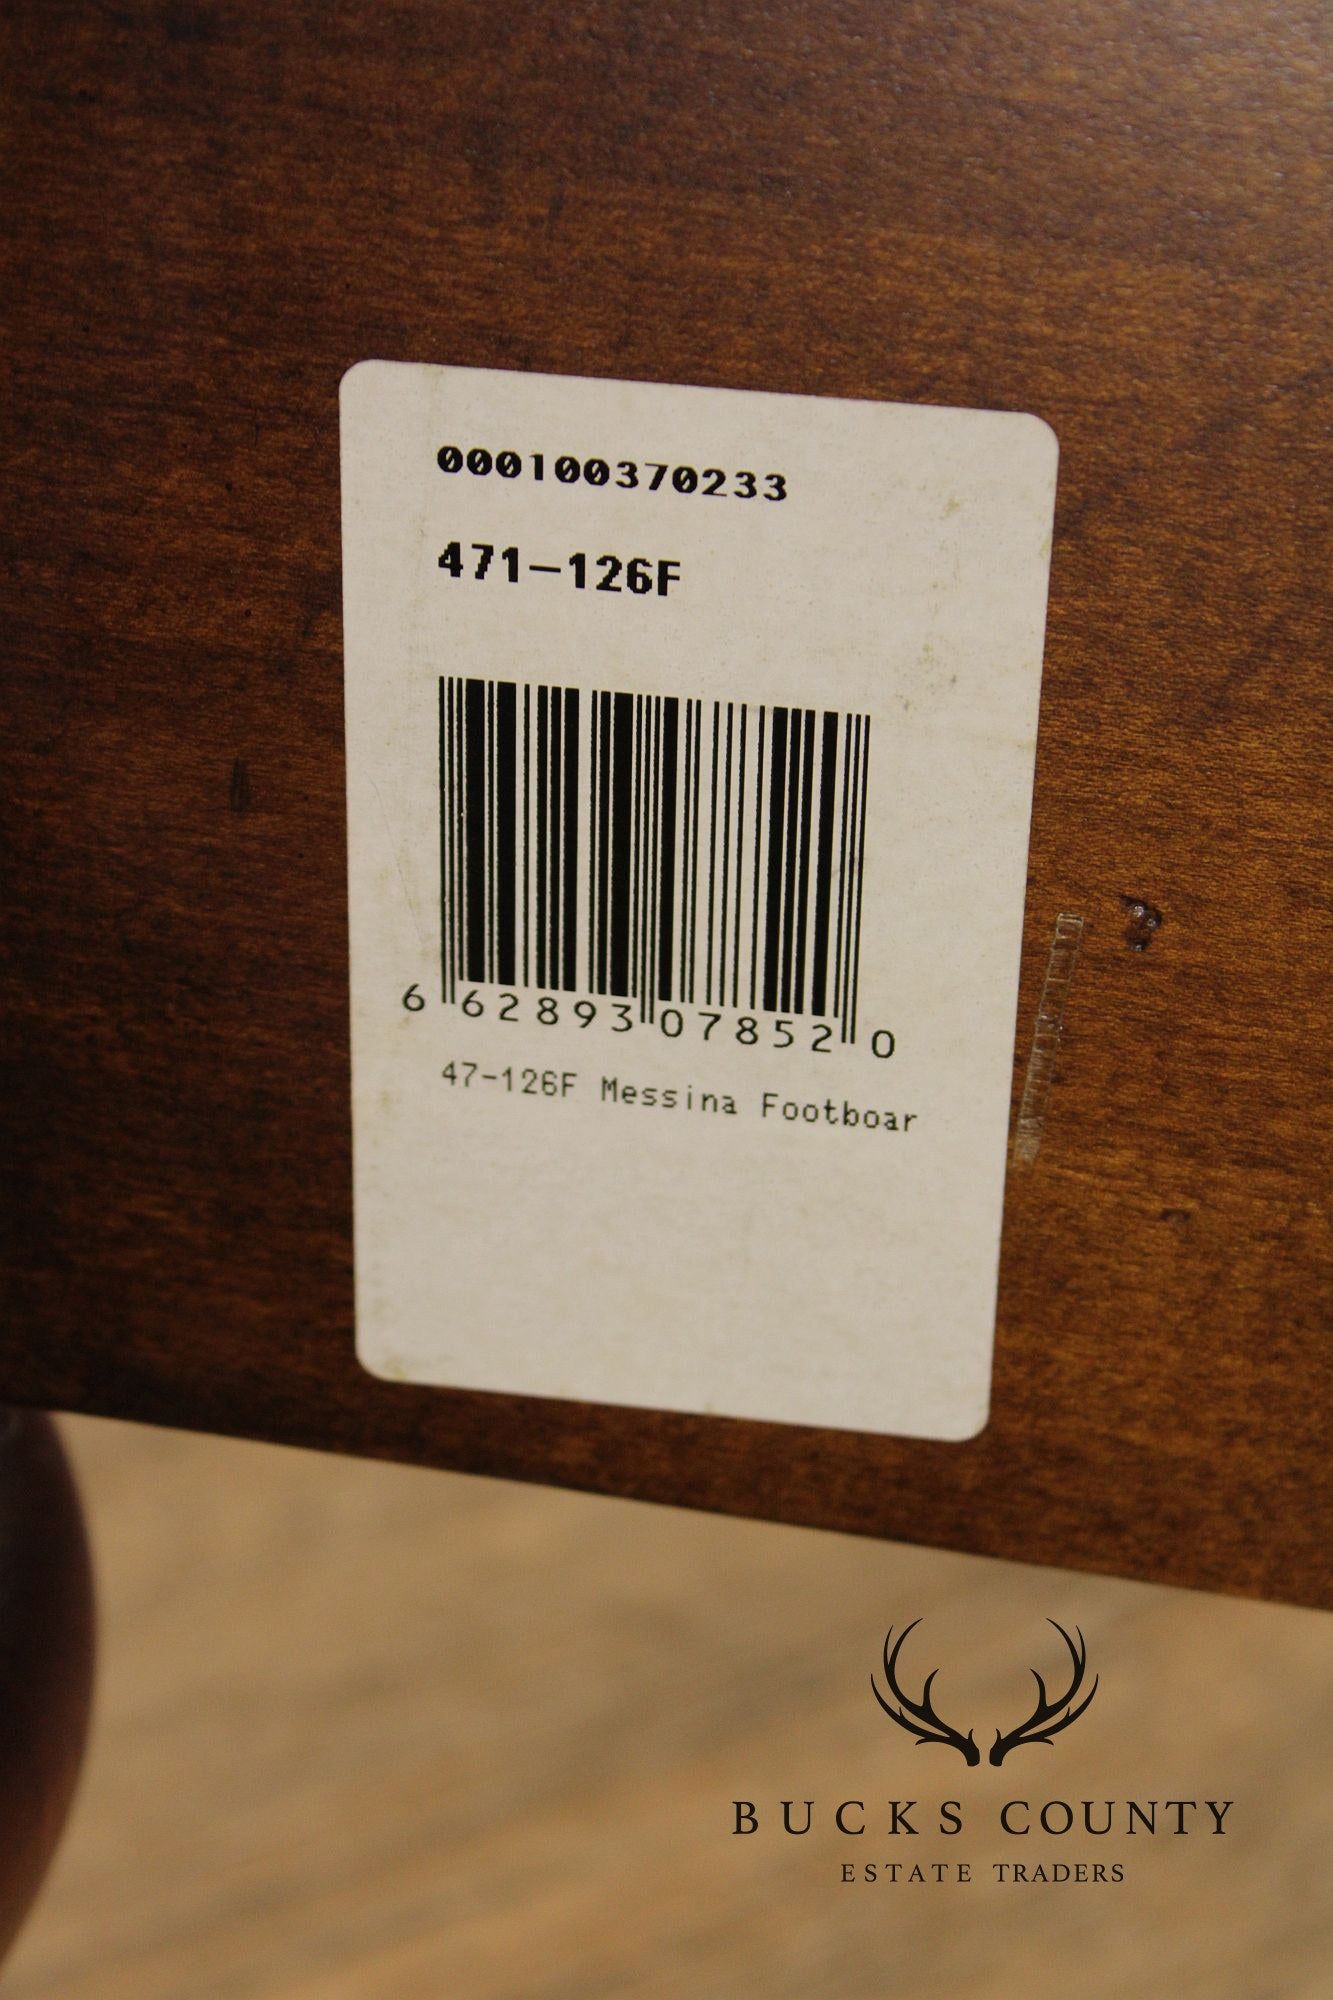 000100370233
471-126F
6 62893 07852 0
47-126F Messina Footboar
BUCKS COUNTY
ESTATE TRADERS